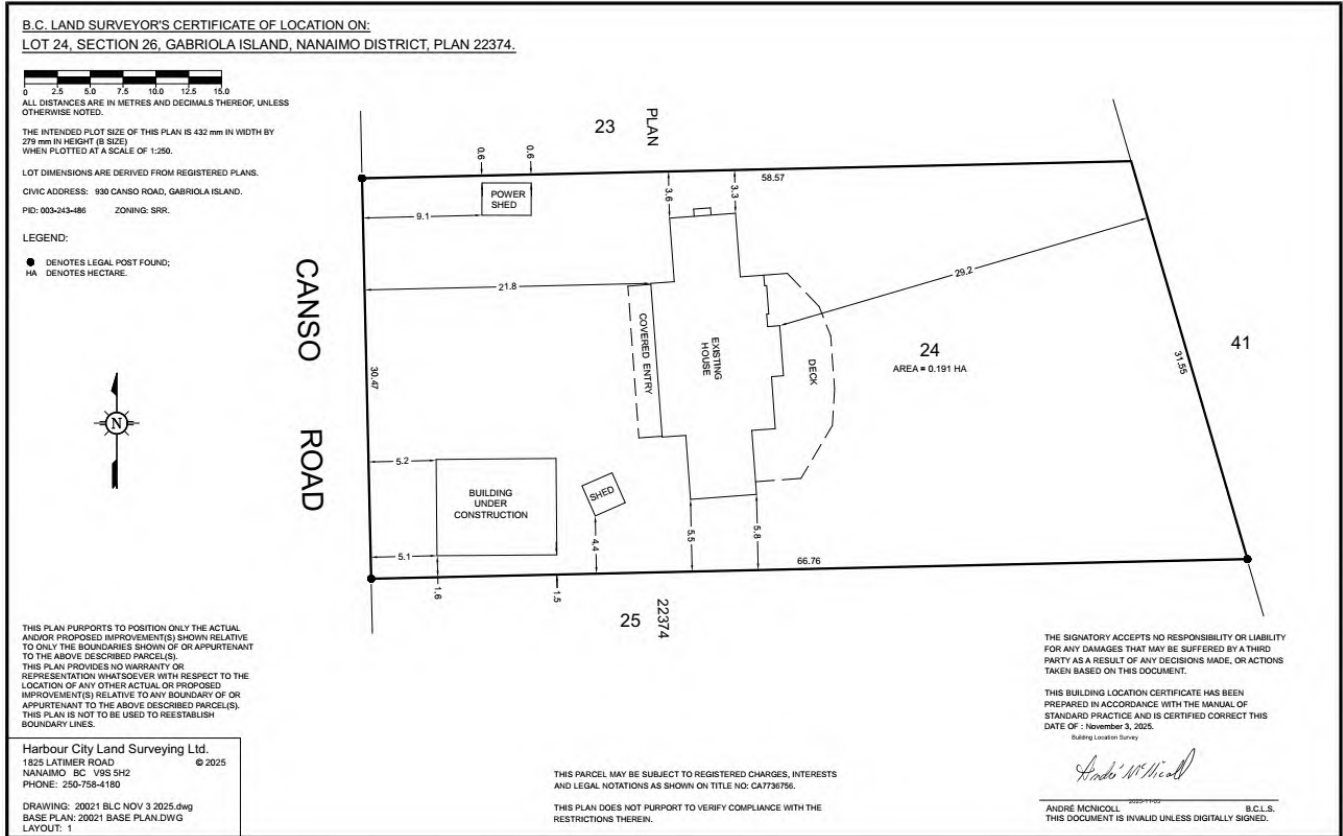 B.C. LAND SURVEYOR'S CERTIFICATE OF LOCATION ON:
LOT 24, SECTION 26, GABRIOLA ISLAND, NANAIMO DISTRICT, PLAN 22374.
0 2.5 5.0 7.5 10.0 12.5 15.0
ALL DISTANCES ARE IN METRES AND DECIMALS THEREOF, UNLESS
OTHERWISE NOTED.
THE INTENDED PLOT SIZE OF THIS PLAN IS 432 mm IN WIDTH BY
279 mm IN HEIGHT (B SIZE)
WHEN PLOTTED AT A SCALE OF 1:250.
LOT DIMENSIONS ARE DERIVED FROM REGISTERED PLANS.
CIVIC ADDRESS: 930 CANSO ROAD, GABRIOLA ISLAND.
PID: 003-243-486 ZONING: SRR.
LEGEND:
DENOTES LEGAL POST FOUND;
HA DENOTES HECTARE.
N
CANSO ROAD
23
PLAN
0.6
0.6
58.57
POWER
SHED
9.1
3.6
3.3
21.8
29.2
COVERED ENTRY
EXISTING
HOUSE
DECK
24
AREA = 0.191 HA
41
31.55
30.47
5.2
BUILDING
UNDER
CONSTRUCTION
SHED
5.1
4.4
5.5
5.8
66.76
1.6
1.5
25
22374
THIS PLAN PURPORTS TO POSITION ONLY THE ACTUAL
AND/OR PROPOSED IMPROVEMENT(S) SHOWN RELATIVE
TO ONLY THE BOUNDARIES SHOWN OF OR APPURTENANT
TO THE ABOVE DESCRIBED PARCEL(S).
THIS PLAN PROVIDES NO WARRANTY OR
REPRESENTATION WHATSOEVER WITH RESPECT TO THE
LOCATION OF ANY OTHER ACTUAL OR PROPOSED
IMPROVEMENT(S) RELATIVE TO ANY BOUNDARY OF OR
APPURTENANT TO THE ABOVE DESCRIBED PARCEL(S).
THIS PLAN IS NOT TO BE USED TO REESTABLISH
BOUNDARY LINES.
Harbour City Land Surveying Ltd.
1825 LATIMER ROAD © 2025
NANAIMO BC V9S 5H2
PHONE: 250-758-4180
DRAWING: 20021 BLC NOV 3 2025.dwg
BASE PLAN: 20021 BASE PLAN.DWG
LAYOUT: 1
THIS PARCEL MAY BE SUBJECT TO REGISTERED CHARGES, INTERESTS
AND LEGAL NOTATIONS AS SHOWN ON TITLE NO: CA7736756.
THIS PLAN DOES NOT PURPORT TO VERIFY COMPLIANCE WITH THE
RESTRICTIONS THEREIN.
THE SIGNATORY ACCEPTS NO RESPONSIBILITY OR LIABILITY
FOR ANY DAMAGES THAT MAY BE SUFFERED BY A THIRD
PARTY AS A RESULT OF ANY DECISIONS MADE, OR ACTIONS
TAKEN BASED ON THIS DOCUMENT.
THIS BUILDING LOCATION CERTIFICATE HAS BEEN
PREPARED IN ACCORDANCE WITH THE MANUAL OF
STANDARD PRACTICE AND IS CERTIFIED CORRECT THIS
DATE OF : November 3, 2025.
Building Location Survey
André McNicoll
2025-11-03
ANDRÉ MCNICOLL B.C.L.S.
THIS DOCUMENT IS INVALID UNLESS DIGITALLY SIGNED.